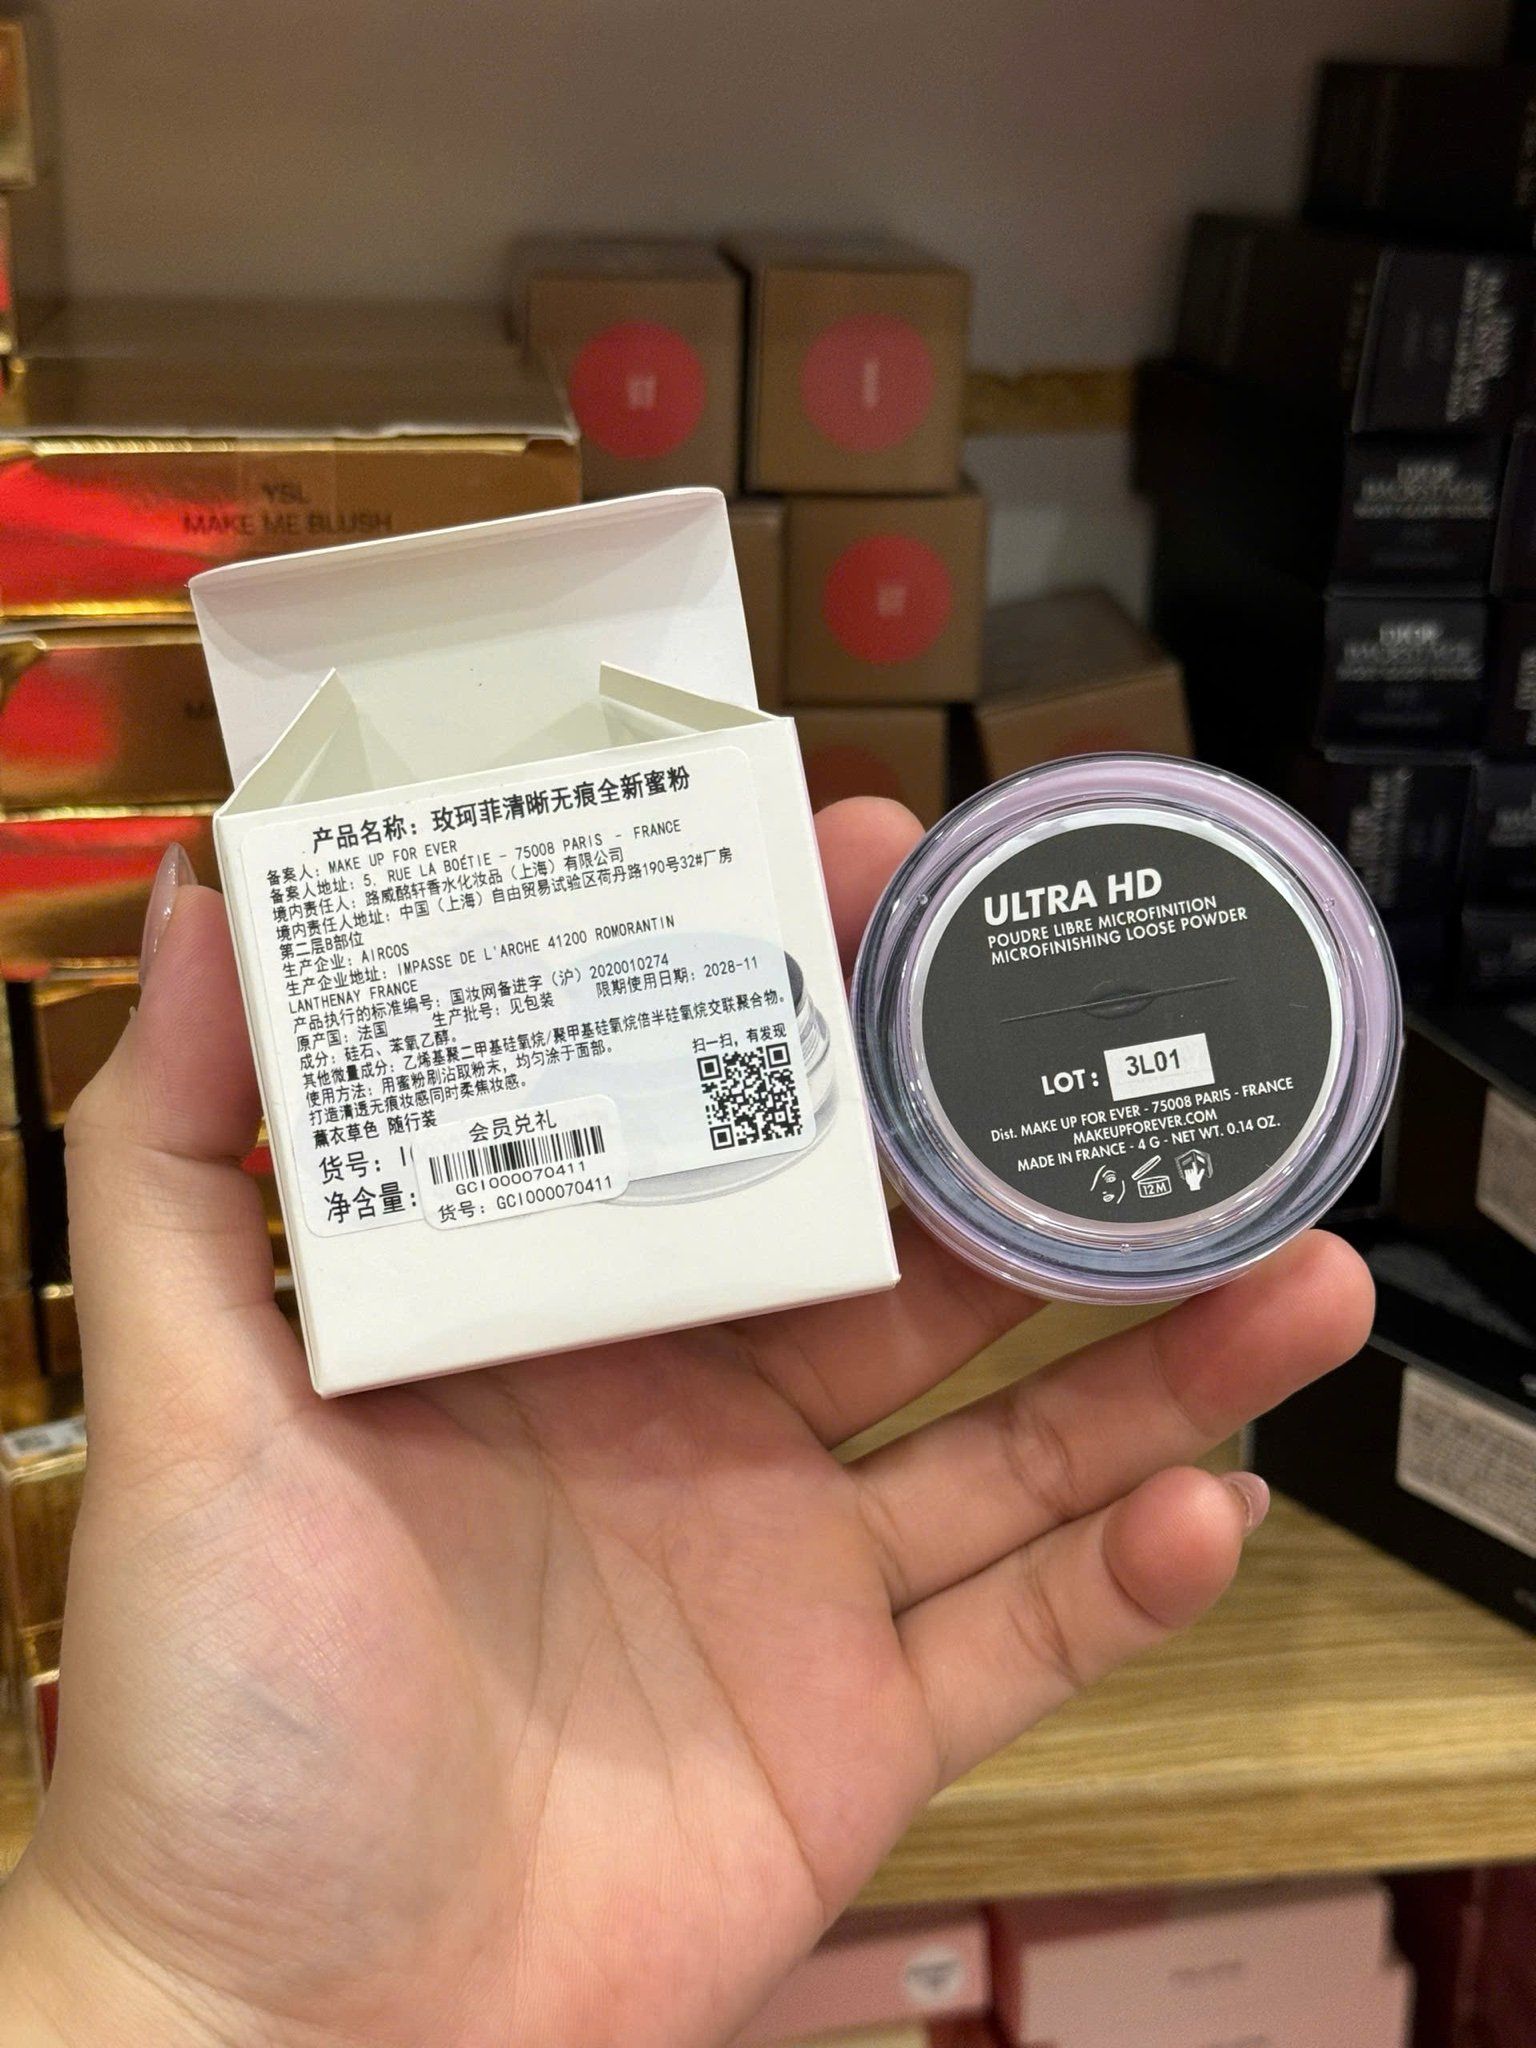 YSL
MAKE ME BLUSH
产品名称：玫珂菲清晰无痕全新蜜粉
备案人：MAKE UP FOR EVER
备案人地址：5, RUE LA BOÉTIE - 75008 PARIS - FRANCE
境内责任人：路威酩轩香水化妆品（上海）有限公司
境内责任人地址：中国（上海）自由贸易试验区荷丹路190号32#厂房
第二层B部位
生产企业：AIRCOS
生产企业地址：IMPASSE DE L'ARCHE 41200 ROMORANTIN
LANTHENAY FRANCE
产品执行的标准编号：国妆网备进字（沪）2020010274
原产国：法国 生产批号：见包装 限期使用日期：2028-11
成分：硅石、苯氧乙醇。
其他微量成分：乙烯基聚二甲基硅氧烷/聚甲基硅氧烷倍半硅氧烷交联聚合物。
使用方法：用蜜粉刷沾取粉末，均匀涂于面部。
打造清透无痕妆感同时柔焦妆感。
薰衣草色 随行装
扫一扫，有发现
货号：
净含量：
会员兑礼
GCI000070411
货号：GCI000070411
ULTRA HD
POUDRE LIBRE MICROFINITION
MICROFINISHING LOOSE POWDER
LOT: 3L01
Dist. MAKE UP FOR EVER - 75008 PARIS - FRANCE
MAKEUPFOREVER.COM
MADE IN FRANCE - 4 G - NET WT. 0.14 OZ.
12M
DIOR
DIOR